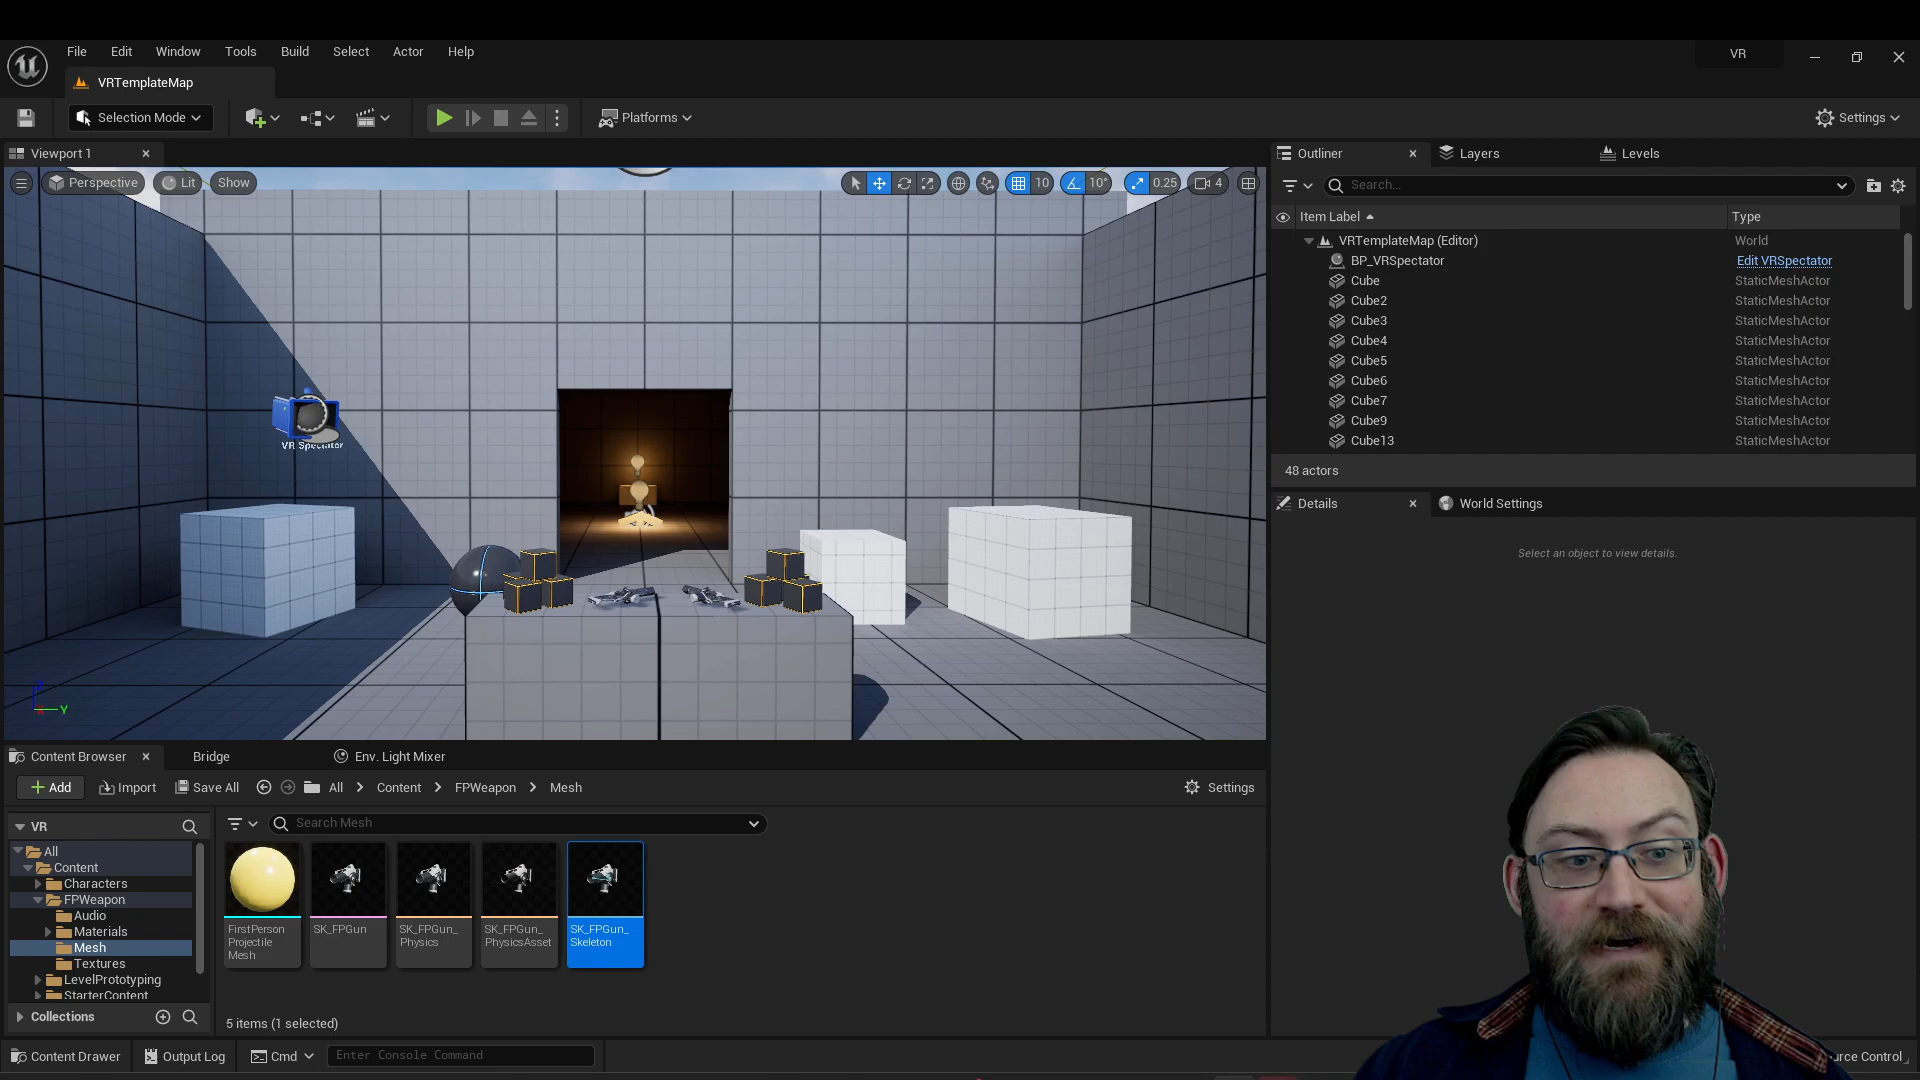 File Edit Window Tools Build Select Actor Help
VR
VRTemplateMap
Selection Mode
Platforms
Settings
Viewport 1
Perspective
Lit
Show
10
10°
0.25
4
VR Spectator
Outliner
Layers
Levels
Search...
Item Label Type
VRTemplateMap (Editor) World
BP_VRSpectator Edit VRSpectator
Cube StaticMeshActor
Cube2 StaticMeshActor
Cube3 StaticMeshActor
Cube4 StaticMeshActor
Cube5 StaticMeshActor
Cube6 StaticMeshActor
Cube7 StaticMeshActor
Cube9 StaticMeshActor
Cube13 StaticMeshActor
48 actors
Details
World Settings
Select an object to view details.
Y
Content Browser
Bridge
Env. Light Mixer
Add
Import
Save All
All
Content
FPWeapon
Mesh
Settings
VR
All
Content
Characters
FPWeapon
Audio
Materials
Mesh
Textures
LevelPrototyping
StarterContent
Collections
Search Mesh
FirstPerson
Projectile
Mesh
SK_FPGun
SK_FPGun_
Physics
SK_FPGun_
PhysicsAsset
SK_FPGun_
Skeleton
5 items (1 selected)
Content Drawer
Output Log
Cmd
Enter Console Command
urce Control